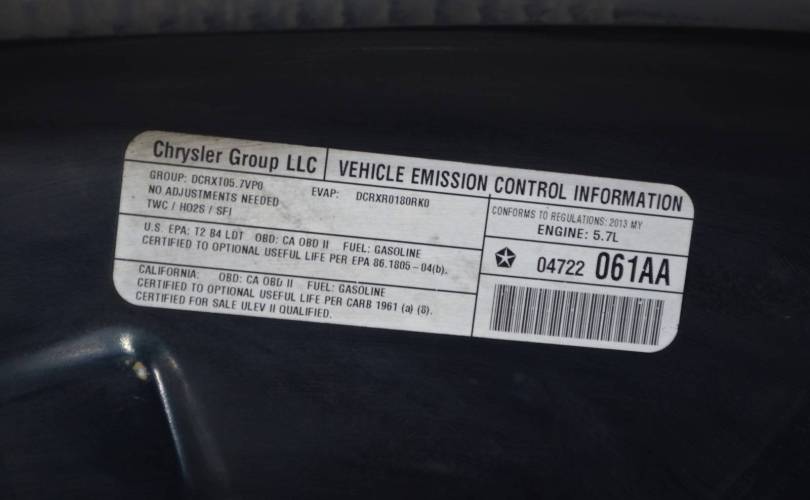 Chrysler Group LLC
VEHICLE EMISSION CONTROL INFORMATION
GROUP: DCRXT05.7VP0 EVAP: DCRXR0180RK0
NO ADJUSTMENTS NEEDED
TWC / HO2S / SFI
U.S. EPA: T2 B4 LDT OBD: CA OBD II FUEL: GASOLINE
CERTIFIED TO OPTIONAL USEFUL LIFE PER EPA 86.1805-04(b).
CALIFORNIA: OBD: CA OBD II FUEL: GASOLINE
CERTIFIED TO OPTIONAL USEFUL LIFE PER CARB 1961 (a) (8).
CERTIFIED FOR SALE ULEV II QUALIFIED.
CONFORMS TO REGULATIONS: 2013 MY
ENGINE: 5.7L
04722 061AA